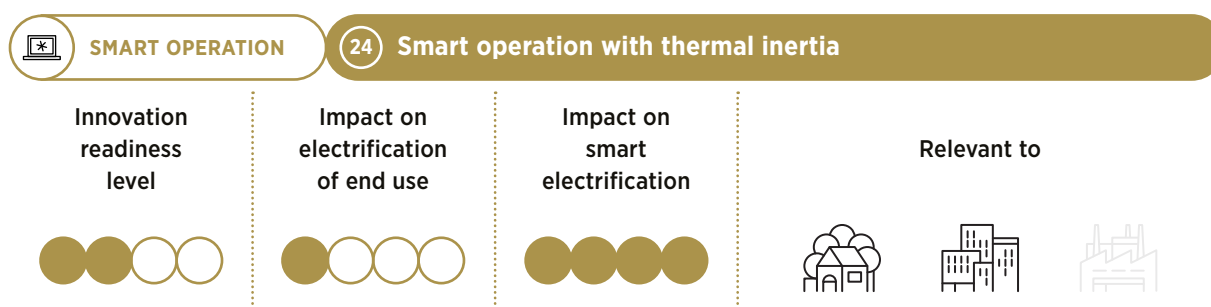 SMART OPERATION
24 Smart operation with thermal inertia
Innovation
readiness
level
Impact on
electrification
of end use
Impact on
smart
electrification
Relevant to